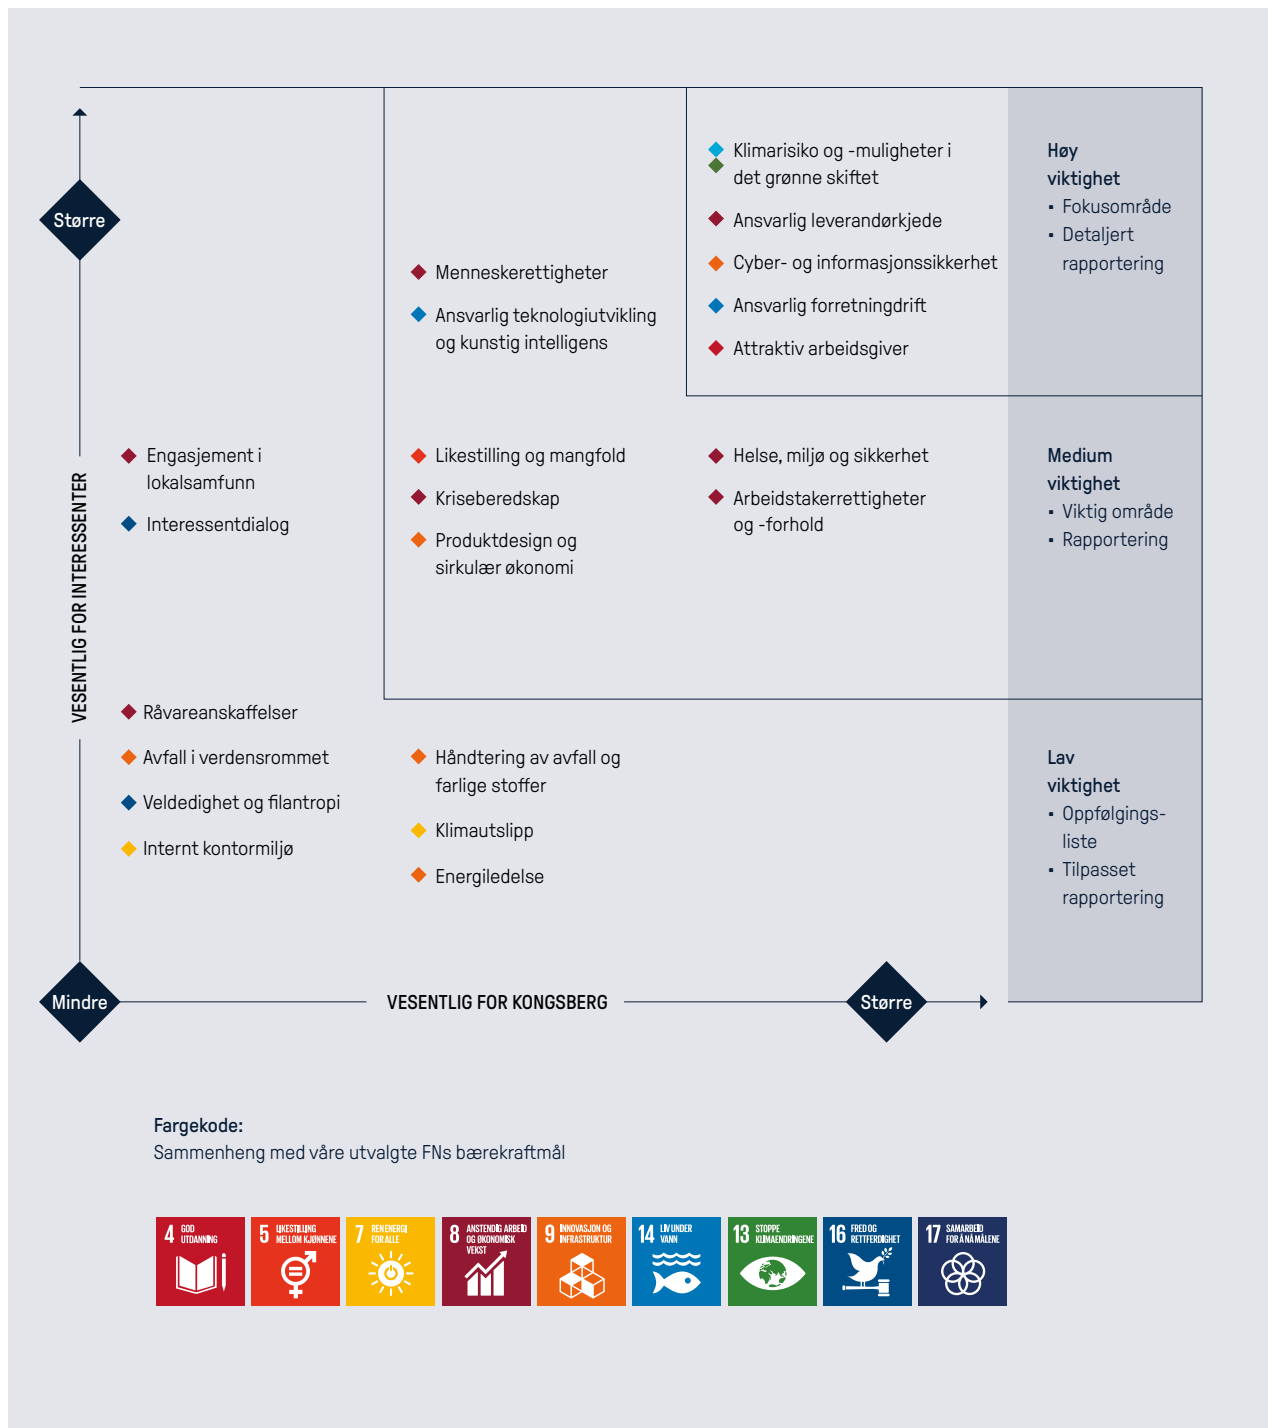 Større
VESENTLIG FOR INTERESSENTER
Mindre
VESENTLIG FOR KONGSBERG
Større
Klimarisiko og -muligheter i
det grønne skiftet
Ansvarlig leverandørkjede
Cyber- og informasjonssikkerhet
Ansvarlig forretningdrift
Attraktiv arbeidsgiver
Høy
viktighet
▪ Fokusområde
▪ Detaljert
rapportering
Menneskerettigheter
Ansvarlig teknologiutvikling
og kunstig intelligens
Engasjement i
lokalsamfunn
Interessentdialog
Likestilling og mangfold
Kriseberedskap
Produktdesign og
sirkulær økonomi
Helse, miljø og sikkerhet
Arbeidstakerrettigheter
og -forhold
Medium
viktighet
▪ Viktig område
▪ Rapportering
Råvareanskaffelser
Avfall i verdensrommet
Veldedighet og filantropi
Internt kontormiljø
Håndtering av avfall og
farlige stoffer
Klimautslipp
Energiledelse
Lav
viktighet
▪ Oppfølgings-
liste
▪ Tilpasset
rapportering
Fargekode:
Sammenheng med våre utvalgte FNs bærekraftmål
4 GOD
UTDANNING
5 LIKESTILLING
MELLOM KJØNNENE
7 REN ENERGI
FOR ALLE
8 ANSTENDIG ARBEID
OG ØKONOMISK
VEKST
9 INNOVASJON OG
INFRASTRUKTUR
14 LIV UNDER
VANN
13 STOPPE
KLIMAENDRINGENE
16 FRED OG
RETTFERDIGHET
17 SAMARBEID
FOR Å NÅ MÅLENE